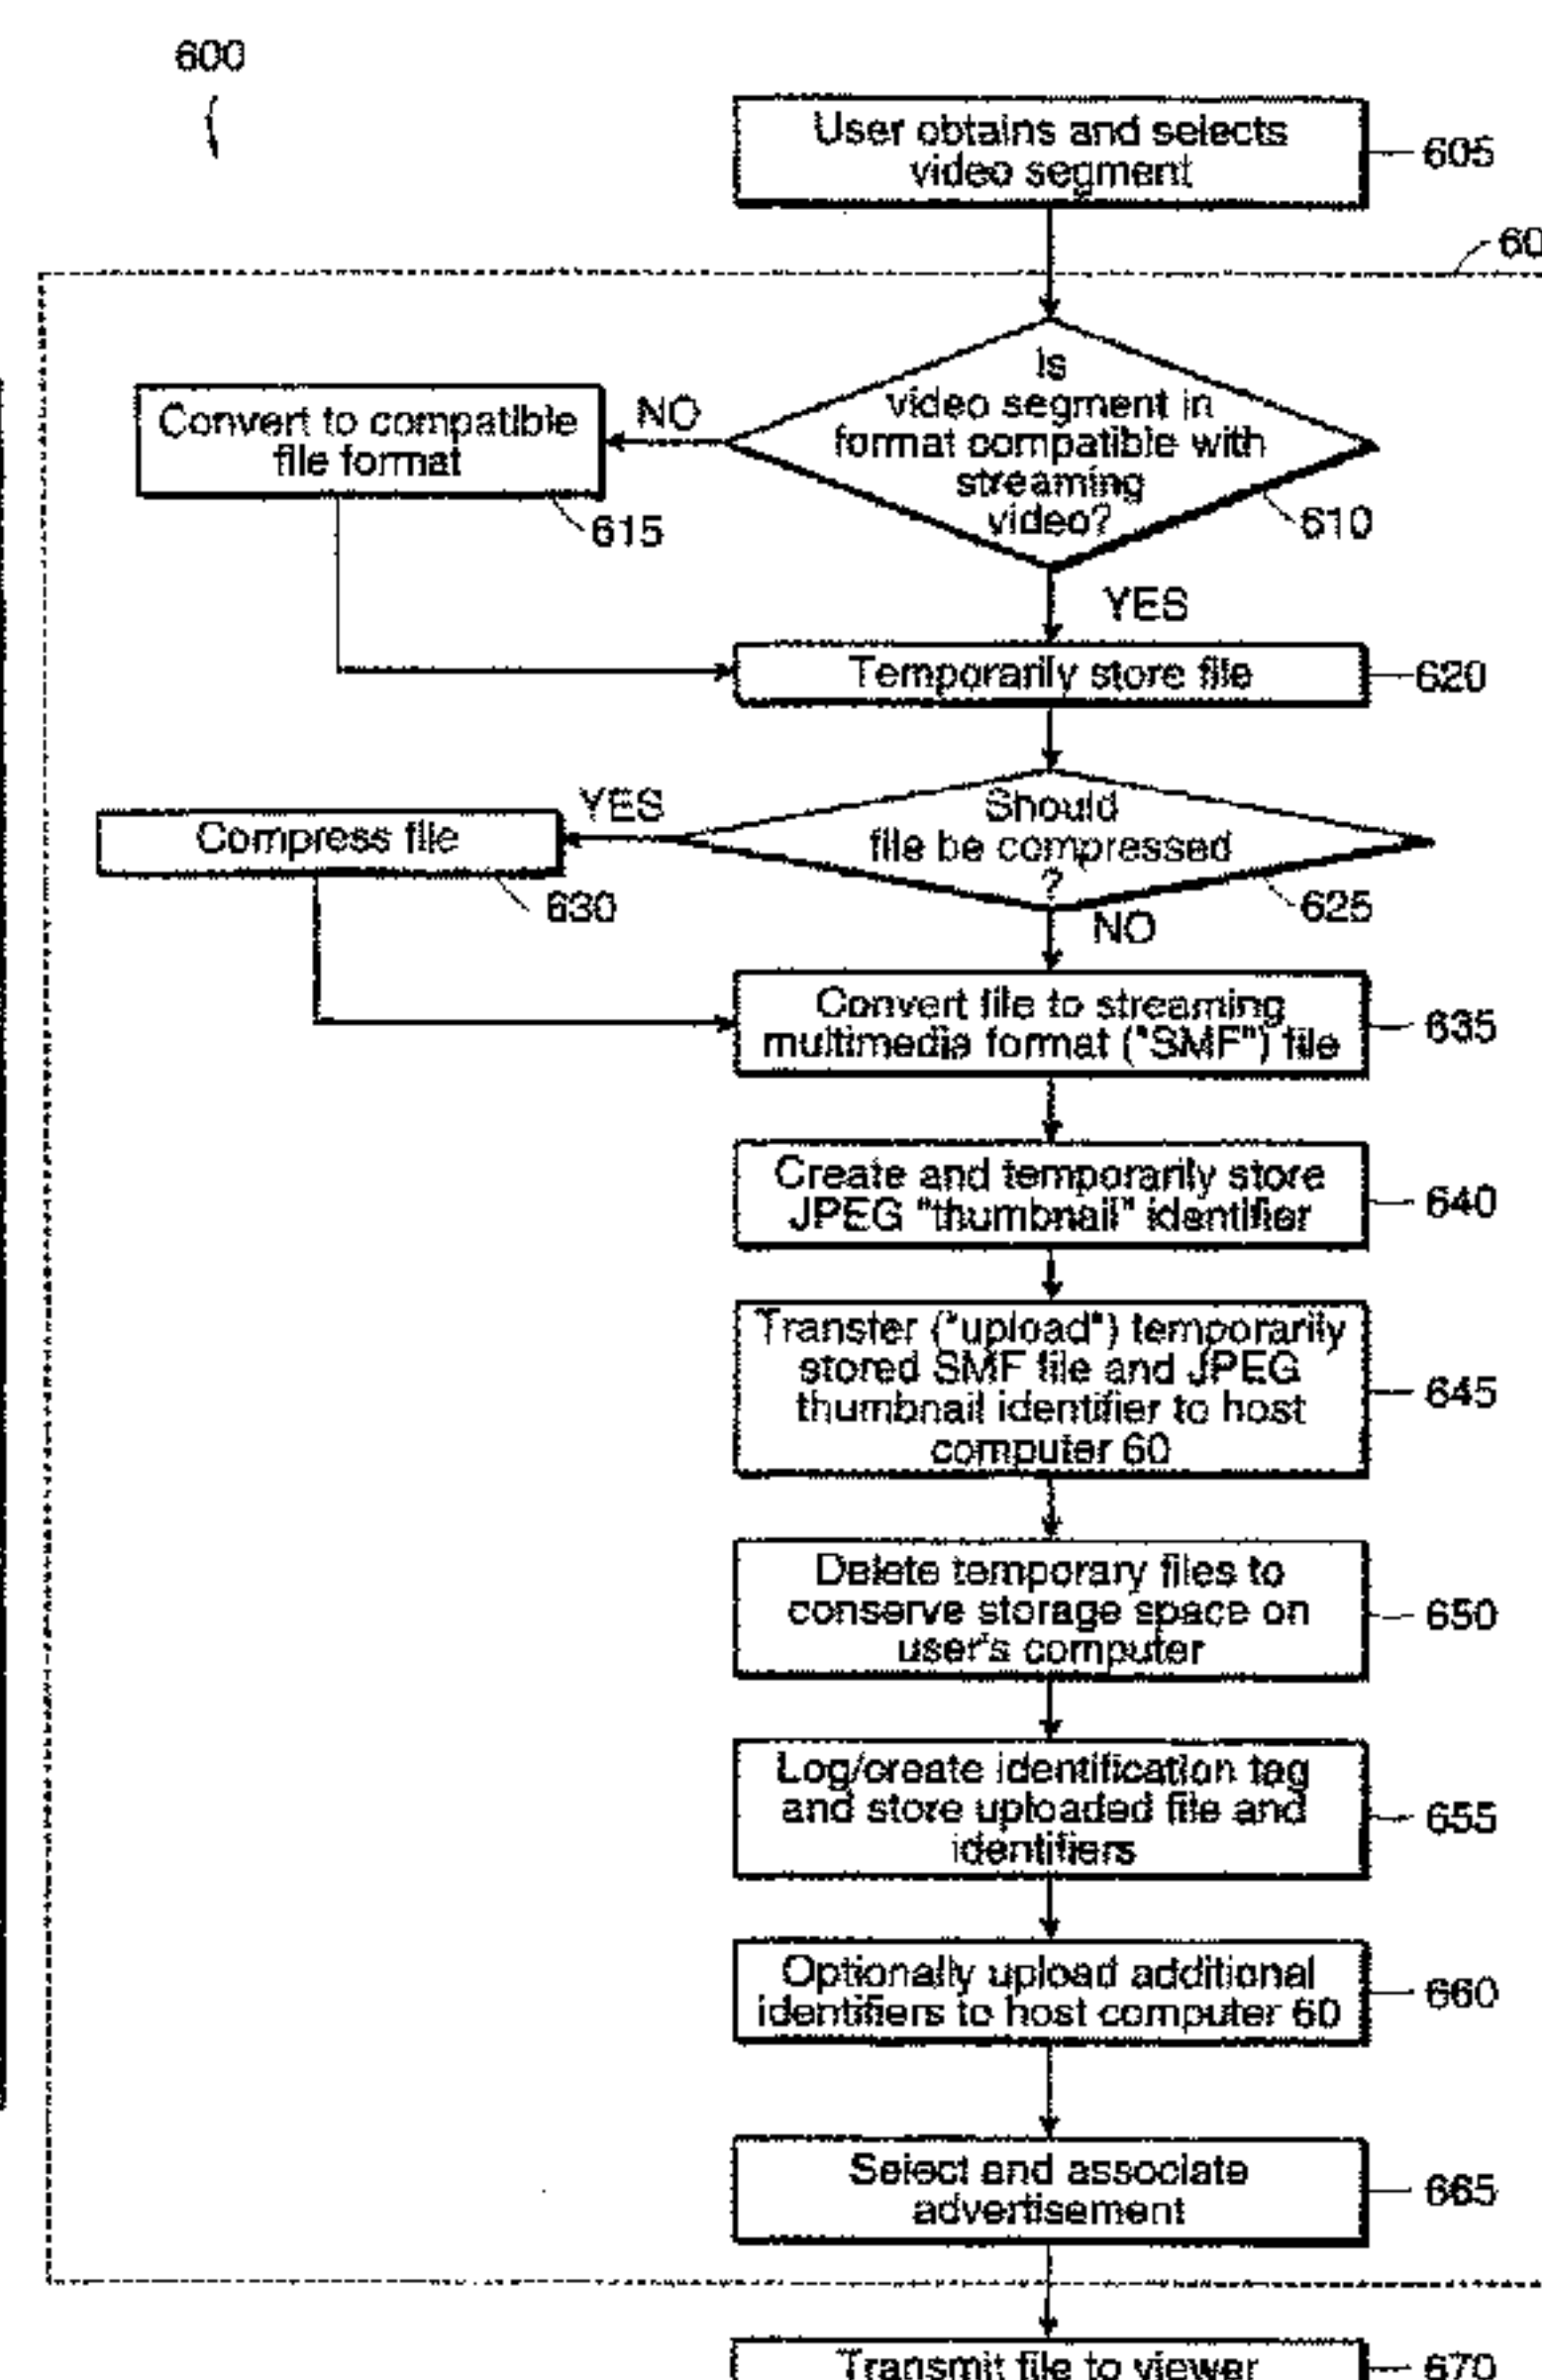 600
User obtains and selects
video segment
605
60
Is
video segment in
format compatible with
streaming
video?
610
NO
Convert to compatible
file format
615
YES
Temporarily store file
620
Should
file be compressed
?
625
YES
Compress file
630
NO
Convert file to streaming
multimedia format ("SMF") file
635
Create and temporarily store
JPEG "thumbnail" identifier
640
Transfer ("upload") temporarily
stored SMF file and JPEG
thumbnail identifier to host
computer 60
645
Delete temporary files to
conserve storage space on
user's computer
650
Log/create identification tag
and store uploaded file and
identifiers
655
Optionally upload additional
identifiers to host computer 60
660
Select and associate
advertisement
665
Transmit file to viewer
670